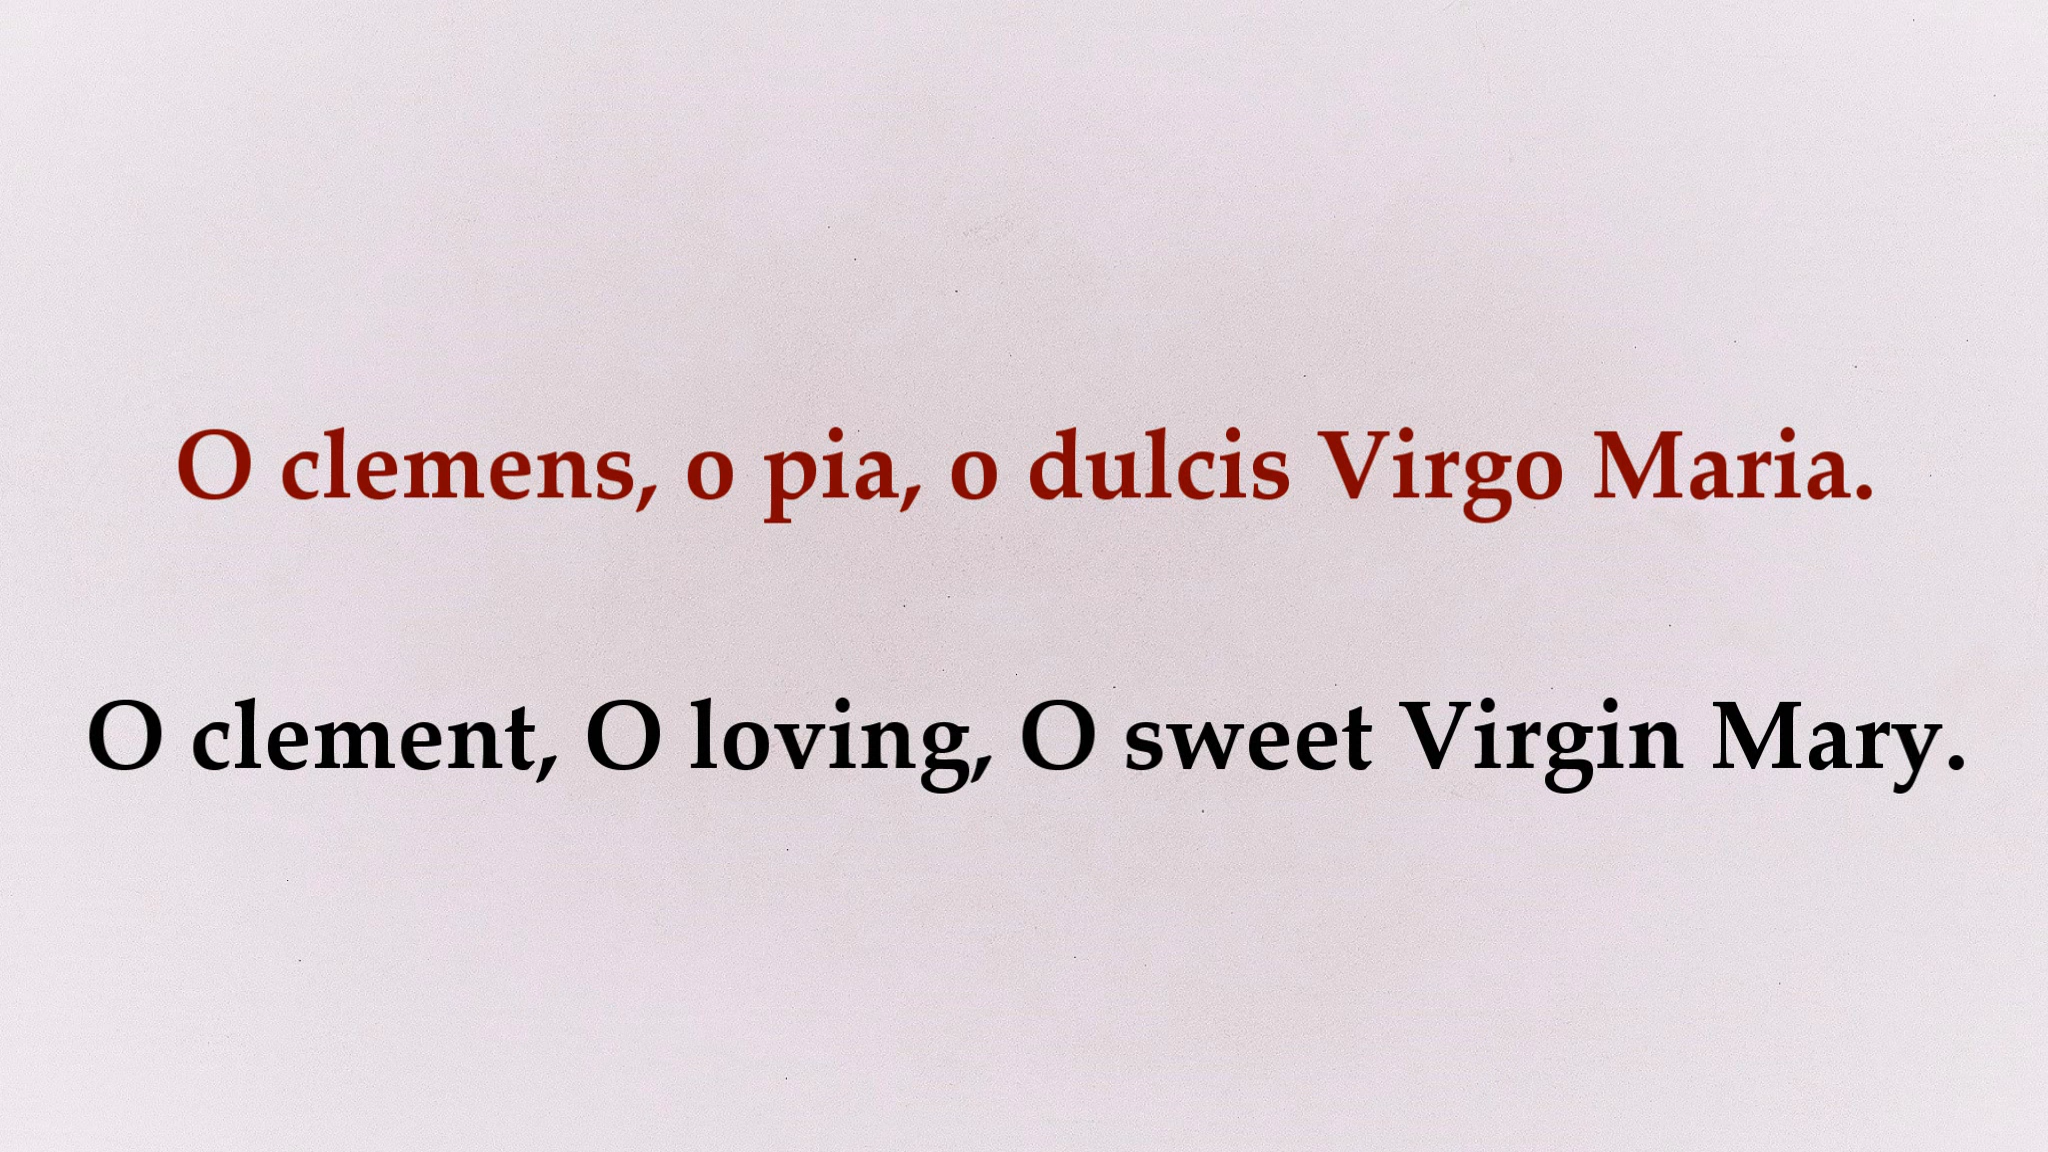 O clemens, o pia, o dulcis Virgo Maria.
O clement, O loving, O sweet Virgin Mary.